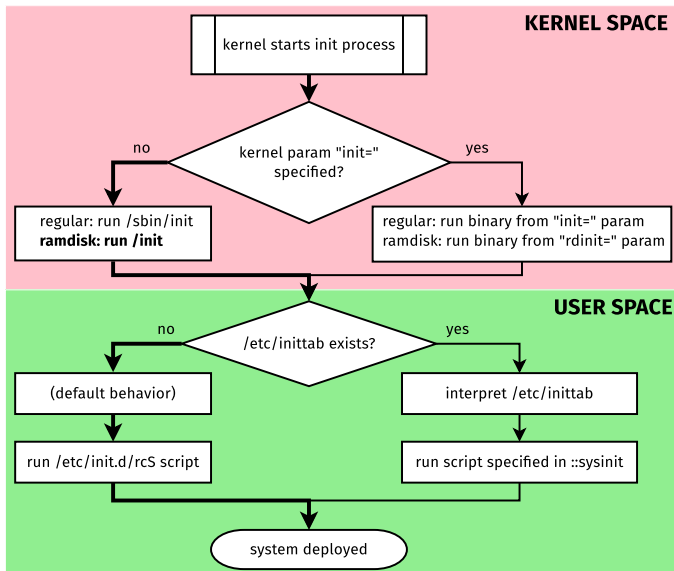 KERNEL SPACE
kernel starts init process
kernel param "init="
specified?
no
yes
regular: run /sbin/init
ramdisk: run /init
regular: run binary from "init=" param
ramdisk: run binary from "rdinit=" param
USER SPACE
/etc/inittab exists?
no
yes
(default behavior)
interpret /etc/inittab
run /etc/init.d/rcS script
run script specified in ::sysinit
system deployed